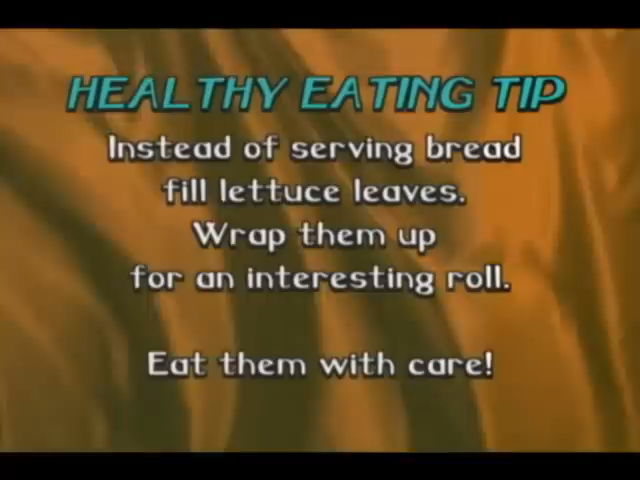 HEALTHY EATING TIP
Instead of serving bread
fill lettuce leaves.
Wrap them up
for an interesting roll.
Eat them with care!